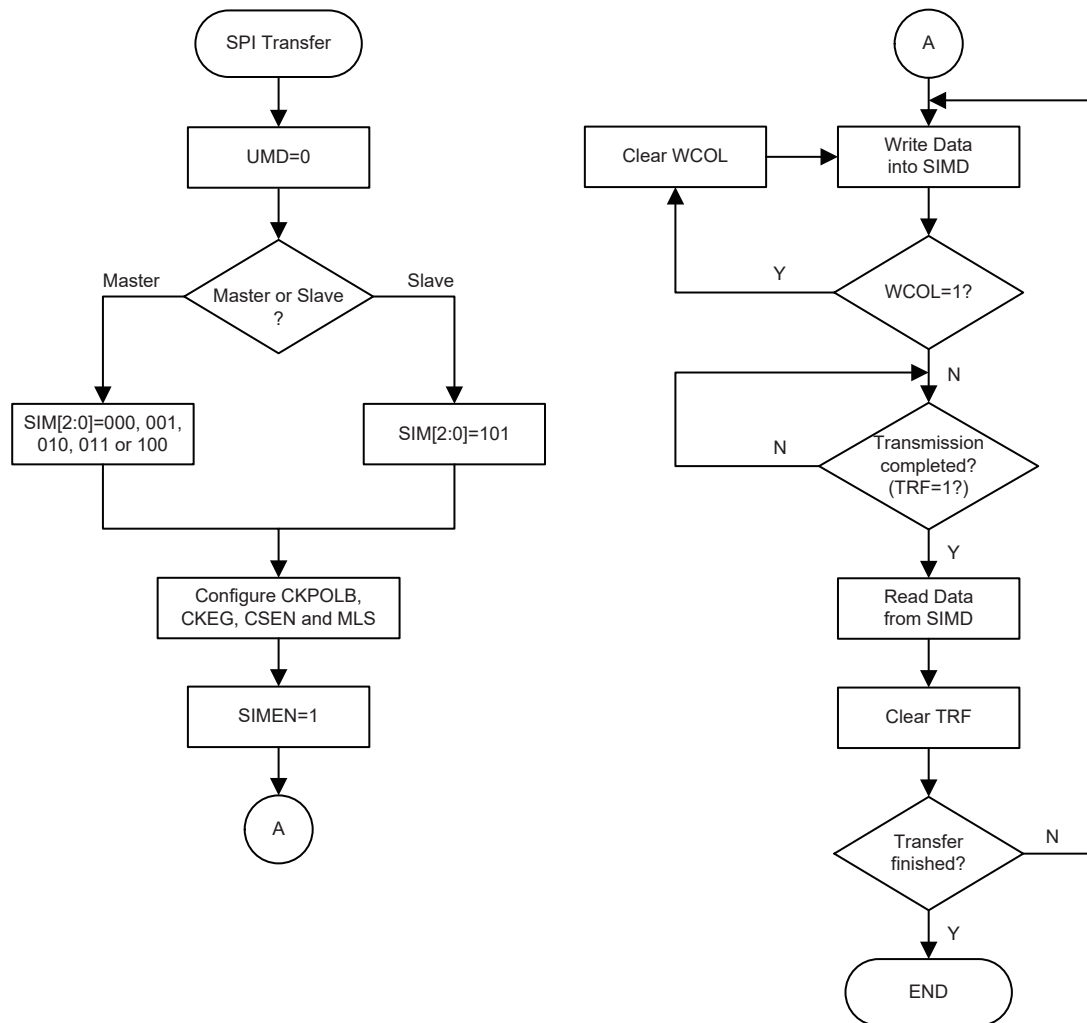 SPI Transfer
UMD=0
Master
Master or Slave
?
Slave
SIM[2:0]=000, 001,
010, 011 or 100
SIM[2:0]=101
Configure CKPOLB,
CKEG, CSEN and MLS
SIMEN=1
A
A
Clear WCOL
Write Data
into SIMD
Y
WCOL=1?
N
N
Transmission
completed?
(TRF=1?)
Y
Read Data
from SIMD
Clear TRF
Transfer
finished?
N
Y
END